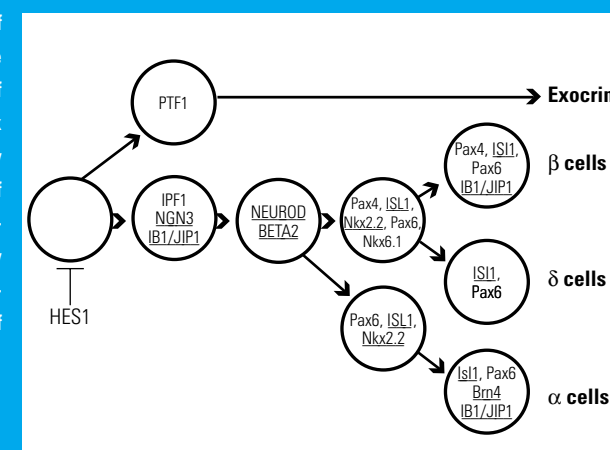 PTF1
Exocrin
Pax4, ISl1,
Pax6
IB1/JIP1
β cells
IPF1
NGN3
IB1/JIP1
NEUROD
BETA2
Pax4, ISL1,
Nkx2.2, Pax6,
Nkx6.1
ISl1,
Pax6
δ cells
HES1
Pax6, ISL1,
Nkx2.2
Isl1, Pax6
Brn4
IB1/JIP1
α cells